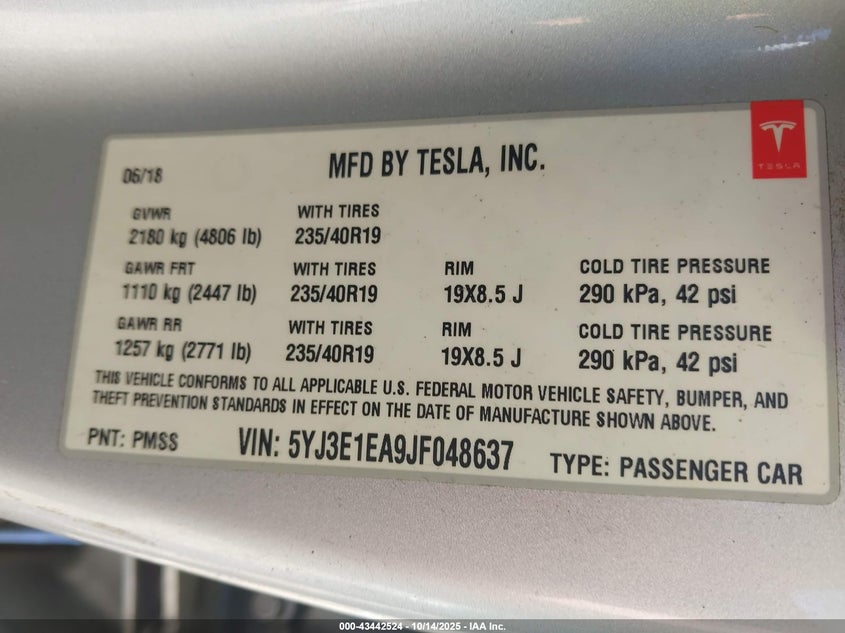 TESLA
06/18
MFD BY TESLA, INC.
GVWR WITH TIRES
2180 kg (4806 lb) 235/40R19
GAWR FRT WITH TIRES RIM COLD TIRE PRESSURE
1110 kg (2447 lb) 235/40R19 19X8.5 J 290 kPa, 42 psi
GAWR RR WITH TIRES RIM COLD TIRE PRESSURE
1257 kg (2771 lb) 235/40R19 19X8.5 J 290 kPa, 42 psi
THIS VEHICLE CONFORMS TO ALL APPLICABLE U.S. FEDERAL MOTOR VEHICLE SAFETY, BUMPER, AND
THEFT PREVENTION STANDARDS IN EFFECT ON THE DATE OF MANUFACTURE SHOWN ABOVE.
PNT: PMSS VIN: 5YJ3E1EA9JF048637 TYPE: PASSENGER CAR
000-43442524 | 10/14/2025 - IAA Inc.